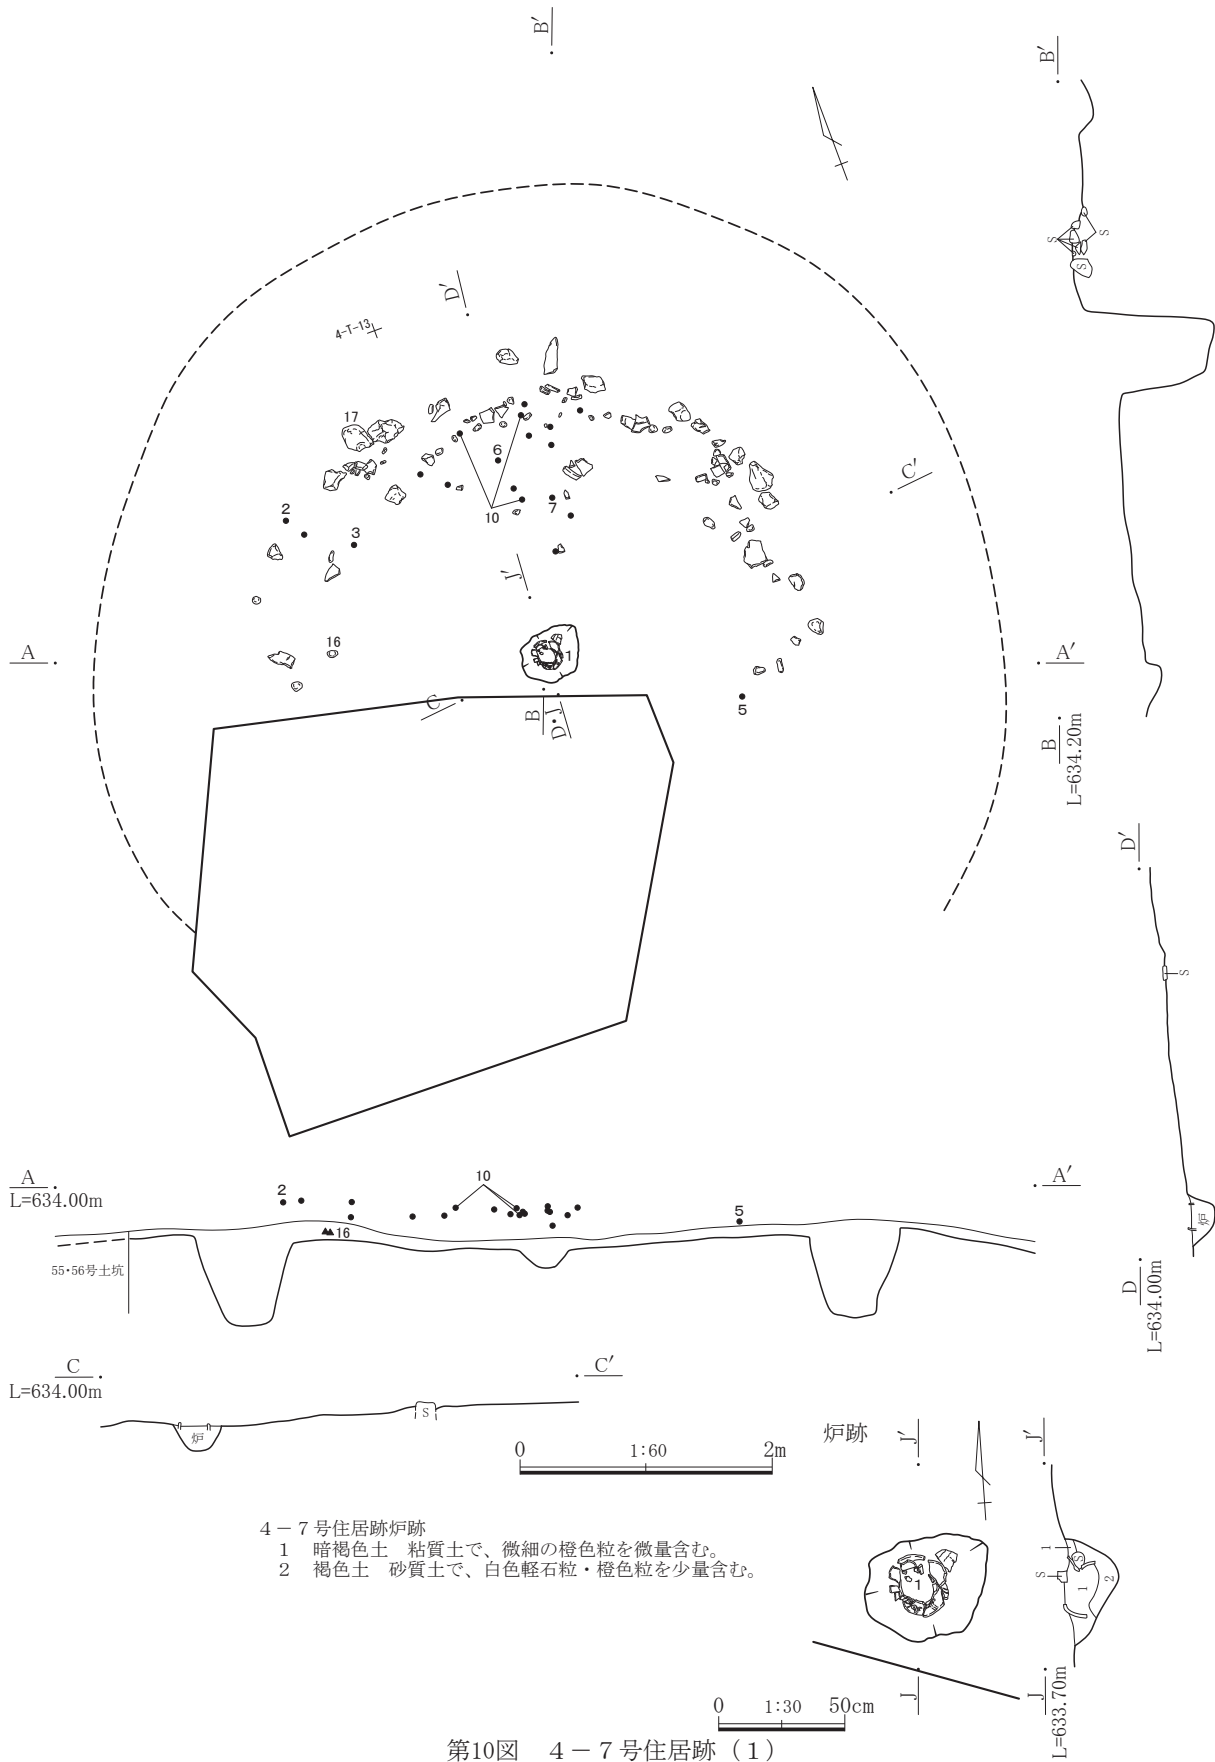 B′
B′
S
S
S
D′
4-T-13
17
6
10
7
2
3
C′
J′
16
1
A
A′
C
B
J
D
5
B
L=634.20m
D′
S
炉
D
L=634.00m
A
L=634.00m
A′
2
10
5
16
55・56号土坑
C
L=634.00m
C′
炉
S
0 1:60 2m
炉跡
J′
J′
4－7号住居跡炉跡
1 暗褐色土 粘質土で、微細の橙色粒を微量含む。
2 褐色土 砂質土で、白色軽石粒・橙色粒を少量含む。
1
1
S
S
1
2
J
J
L=633.70m
0 1:30 50cm
第10図 4－7号住居跡（1）